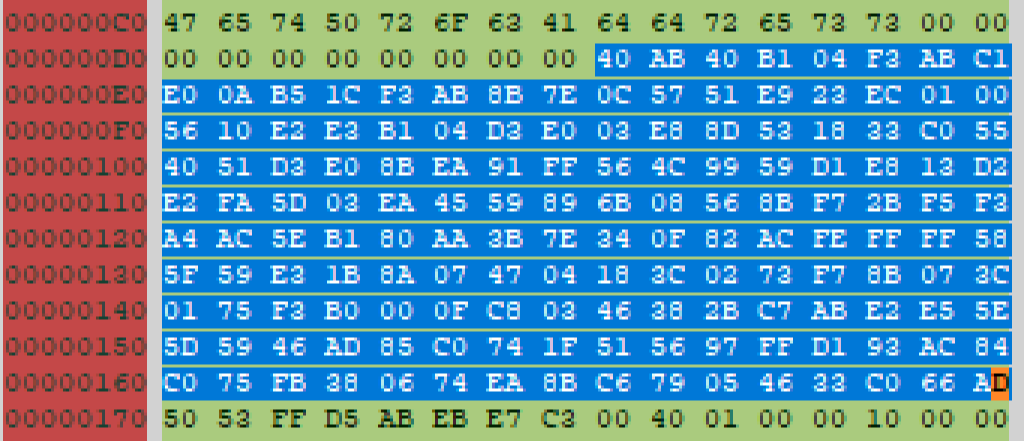 000000C0 47 65 74 50 72 6F 63 41 64 64 72 65 73 73 00 00
000000D0 00 00 00 00 00 00 00 00 40 AB 40 B1 04 F3 AB C1
000000E0 E0 0A B5 1C F3 AB 8B 7E 0C 57 51 E9 23 EC 01 00
000000F0 56 10 E2 E3 B1 04 D3 E0 03 E8 8D 53 18 33 C0 55
00000100 40 51 D3 E0 8B EA 91 FF 56 4C 99 59 D1 E8 13 D2
00000110 E2 FA 5D 03 EA 45 59 89 6B 08 56 8B F7 2B F5 F3
00000120 A4 AC 5E B1 80 AA 3B 7E 34 0F 82 AC FE FF FF 58
00000130 5F 59 E3 1B 8A 07 47 04 18 3C 02 73 F7 8B 07 3C
00000140 01 75 F3 B0 00 0F C8 03 46 38 2B C7 AB E2 E5 5E
00000150 5D 59 46 AD 85 C0 74 1F 51 56 97 FF D1 93 AC 84
00000160 C0 75 FB 38 06 74 EA 8B C6 79 05 46 33 C0 66 AD
00000170 50 53 FF D5 AB EB E7 C3 00 40 01 00 00 10 00 00